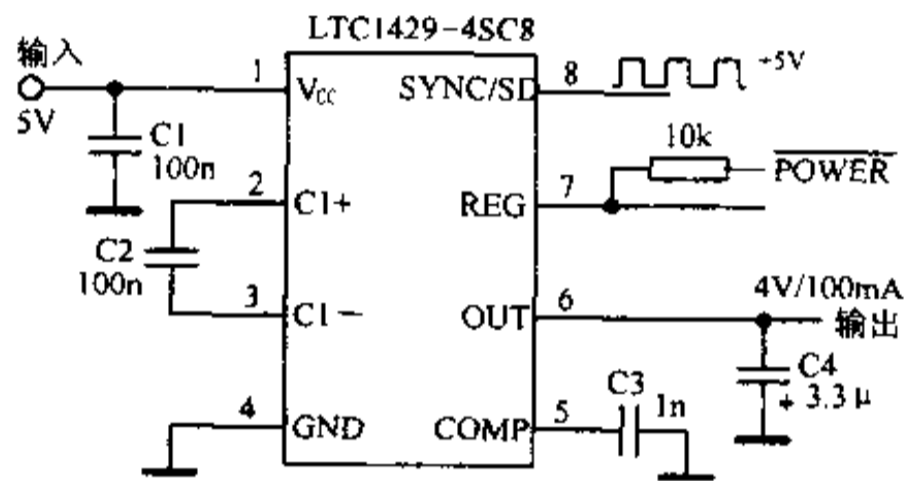 LTC1429-4SC8
输入
5V
C1
100n
1
VCC
SYNC/SD
8
+5V
10k
POWER
2
C1+
REG
7
C2
100n
3
C1−
OUT
6
4V/100mA
输出
C4
+ 3.3μ
4
GND
COMP
5
C3
1n